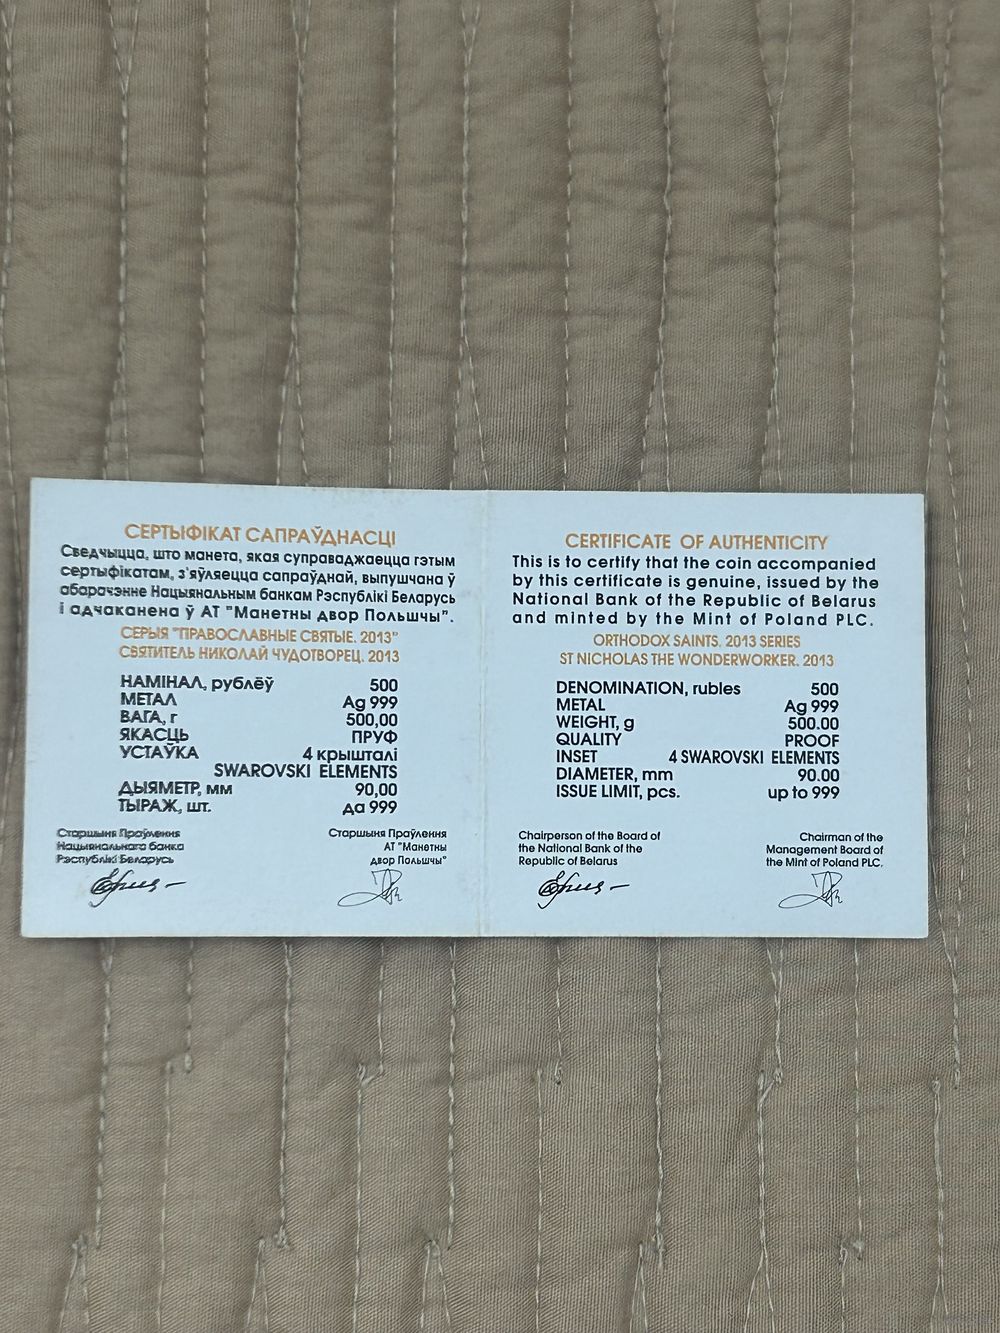 СЕРТЫФІКАТ САПРАЎДНАСЦІ
Сведчыцца, што манета, якая суправаджаецца гэтым
сертыфікатам, з'яўляецца сапраўднай, выпушчана ў
абарачэнне Нацыянальным банкам Рэспублікі Беларусь
і адчаканена ў АТ "Манетны двор Польшчы".
СЕРЫЯ "ПРАВОСЛАВНЫЕ СВЯТЫЕ. 2013"
СВЯТИТЕЛЬ НИКОЛАЙ ЧУДОТВОРЕЦ. 2013
НАМІНАЛ, рублёў 500
МЕТАЛ Ag 999
ВАГА, г 500,00
ЯКАСЦЬ ПРУФ
УСТАЎКА 4 крышталі
SWAROVSKI ELEMENTS
ДЫЯМЕТР, мм 90,00
ТЫРАЖ, шт. да 999
Старшыня Праўлення
Нацыянальнага банка
Рэспублікі Беларусь
Старшыня Праўлення
АТ "Манетны
двор Польшчы"
CERTIFICATE OF AUTHENTICITY
This is to certify that the coin accompanied
by this certificate is genuine, issued by the
National Bank of the Republic of Belarus
and minted by the Mint of Poland PLC.
ORTHODOX SAINTS. 2013 SERIES
ST NICHOLAS THE WONDERWORKER. 2013
DENOMINATION, rubles 500
METAL Ag 999
WEIGHT, g 500.00
QUALITY PROOF
INSET 4 SWAROVSKI ELEMENTS
DIAMETER, mm 90.00
ISSUE LIMIT, pcs. up to 999
Chairperson of the Board of
the National Bank of the
Republic of Belarus
Chairman of the
Management Board of
the Mint of Poland PLC.